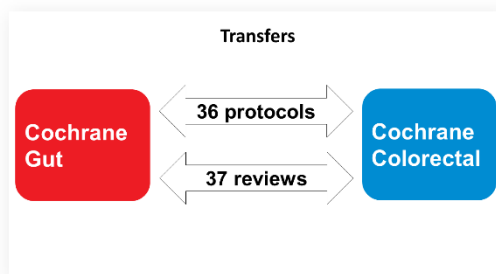 Transfers
Cochrane
Gut
36 protocols
37 reviews
Cochrane
Colorectal